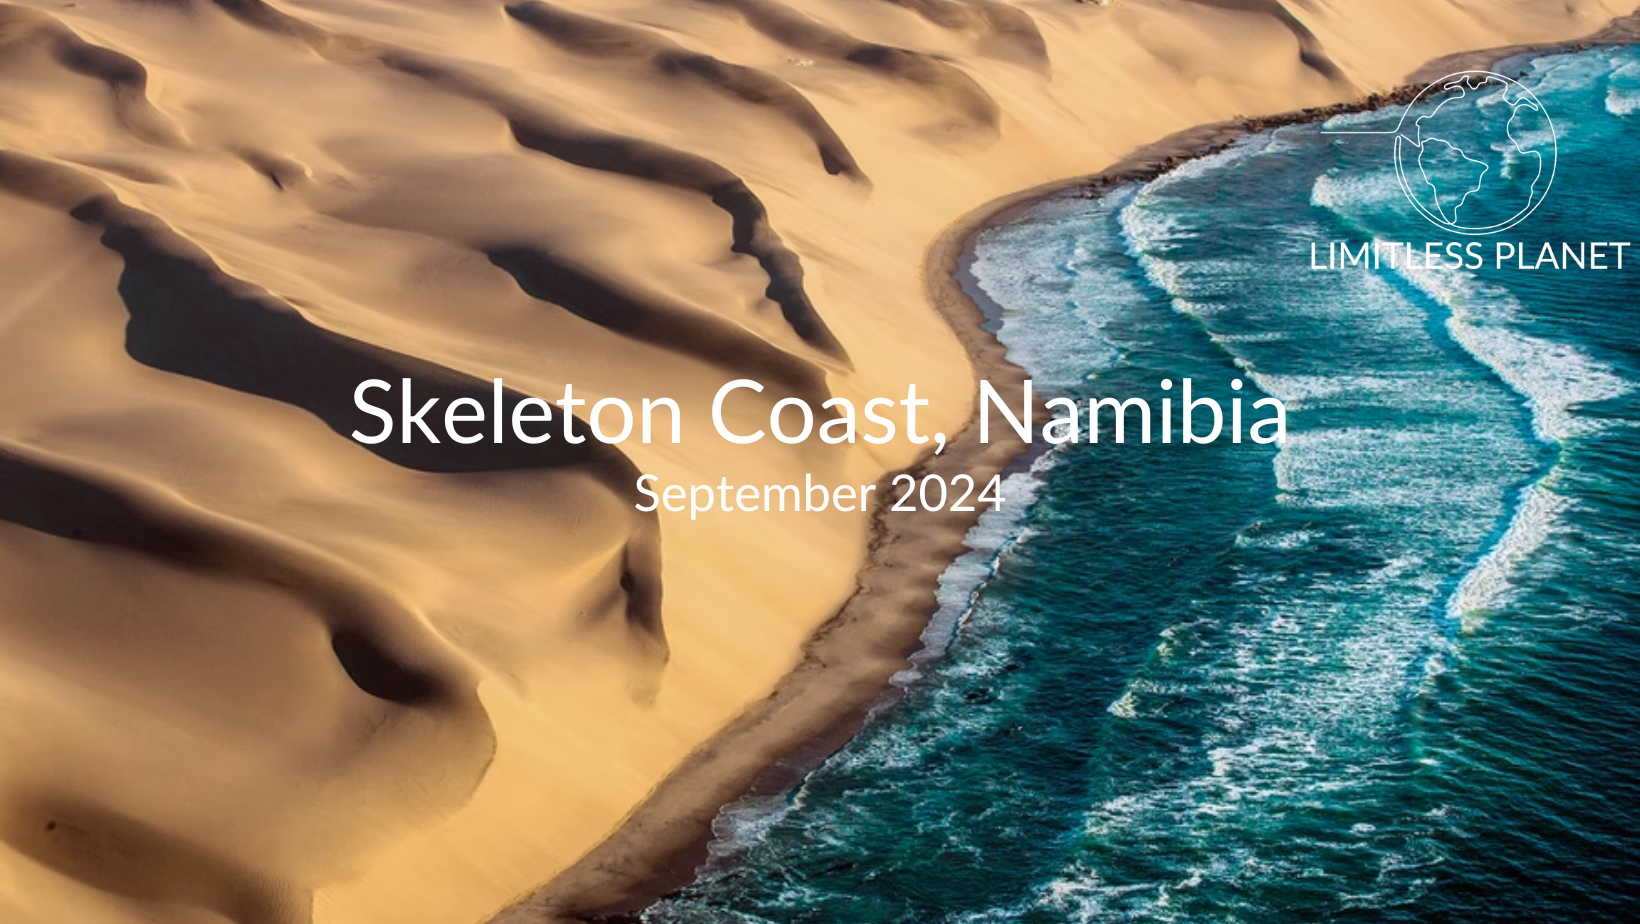 LIMITLESS PLANET
Skeleton Coast, Namibia
September 2024